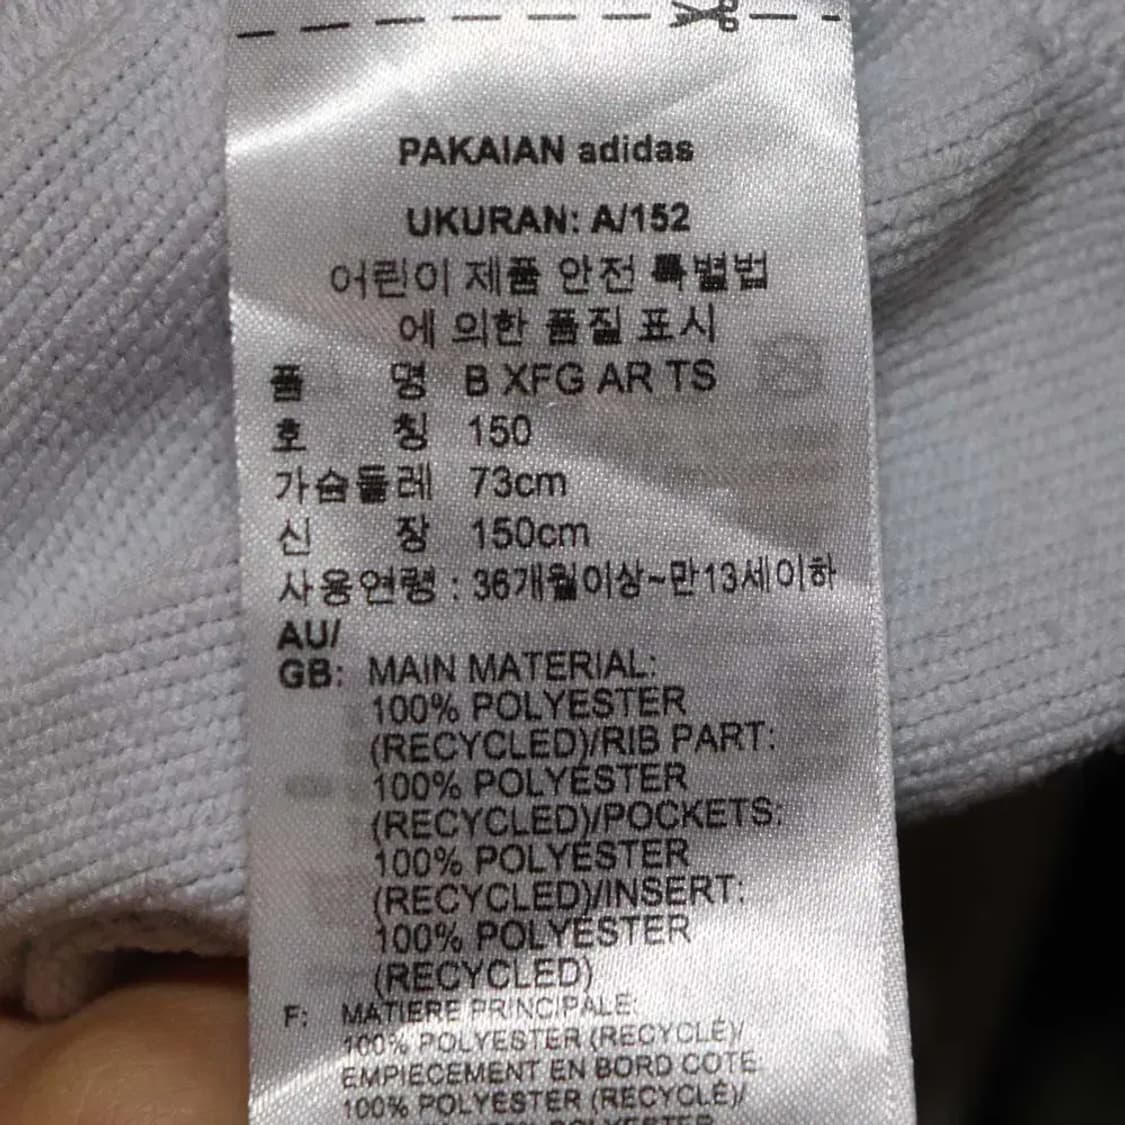 PAKAIAN adidas
UKURAN: A/152
어린이 제품 안전 특별법
에 의한 품질 표시
품 명 B XFG AR TS
호 칭 150
가슴둘레 73cm
신 장 150cm
사용연령 : 36개월이상~만13세이하
AU/
GB: MAIN MATERIAL:
100% POLYESTER
(RECYCLED)/RIB PART:
100% POLYESTER
(RECYCLED)/POCKETS:
100% POLYESTER
(RECYCLED)/INSERT:
100% POLYESTER
(RECYCLED)
F: MATIERE PRINCIPALE:
100% POLYESTER (RECYCLÉ)/
EMPIECEMENT EN BORD COTE:
100% POLYESTER (RECYCLÉ)/